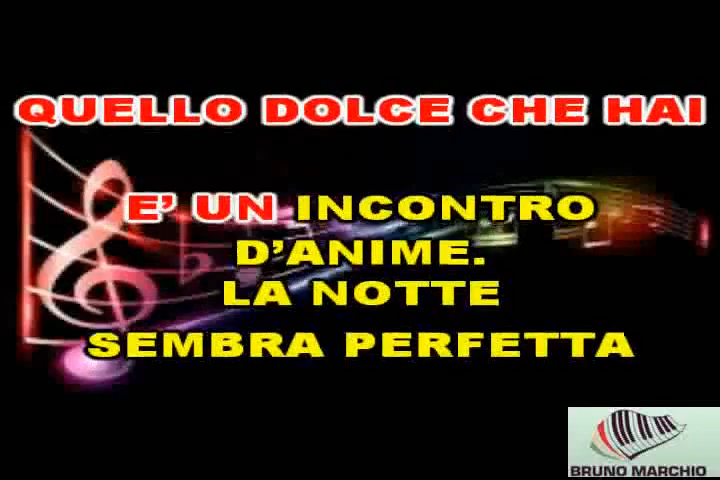 QUELLO DOLCE CHE HAI
E' UN INCONTRO
D'ANIME.
LA NOTTE
SEMBRA PERFETTA
BRUNO MARCHIO